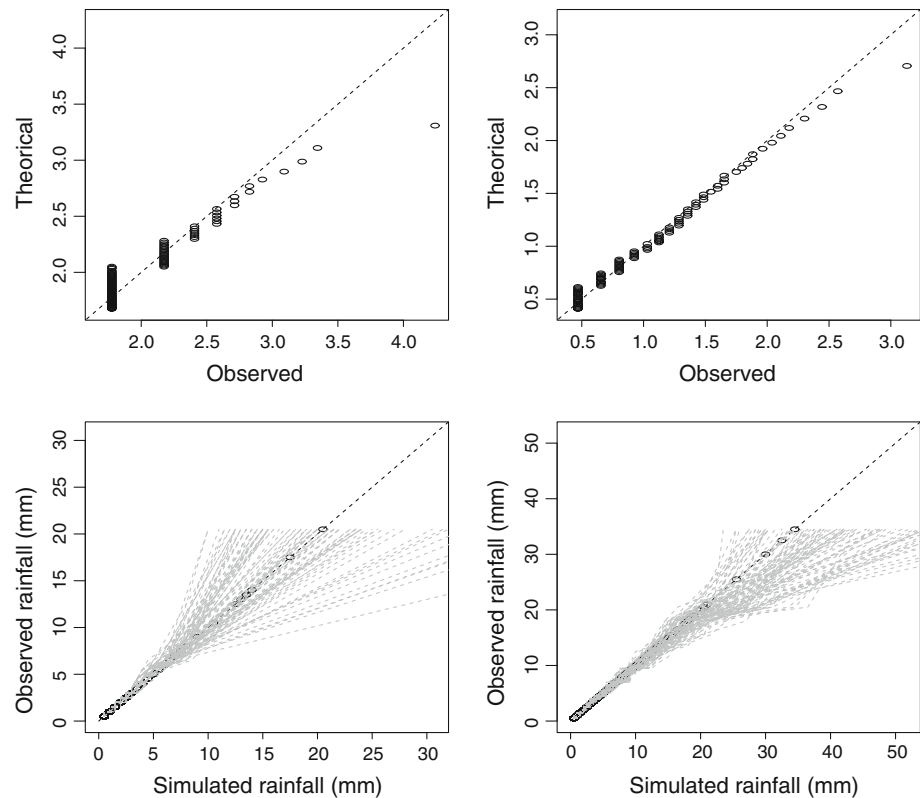 4.0
3.5
3.0
2.5
2.0
Theorical
2.0 2.5 3.0 3.5 4.0
Observed
3.0
2.5
2.0
1.5
1.0
0.5
Theorical
0.5 1.0 1.5 2.0 2.5 3.0
Observed
30
25
20
15
10
5
0
Observed rainfall (mm)
0 5 10 15 20 25 30
Simulated rainfall (mm)
50
40
30
20
10
0
Observed rainfall (mm)
0 10 20 30 40 50
Simulated rainfall (mm)